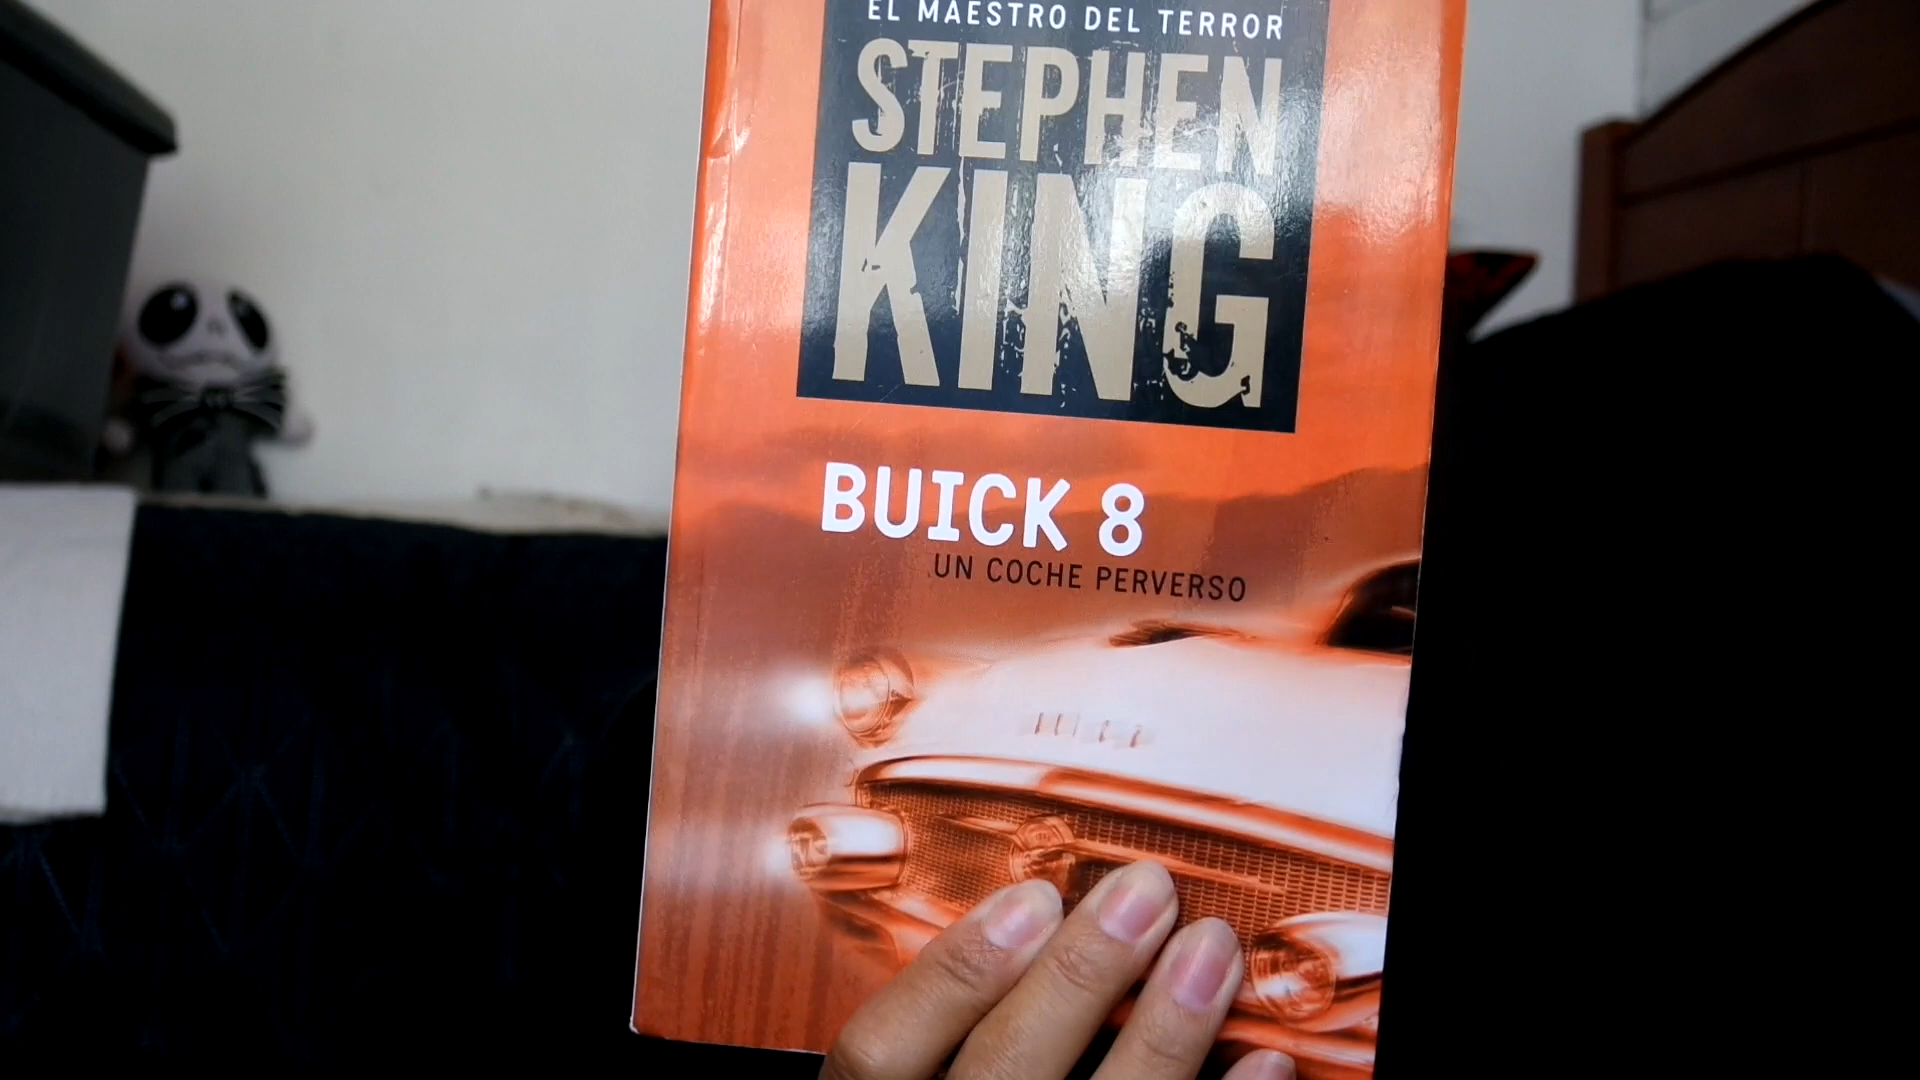 EL MAESTRO DEL TERROR
STEPHEN
KING
BUICK 8
UN COCHE PERVERSO